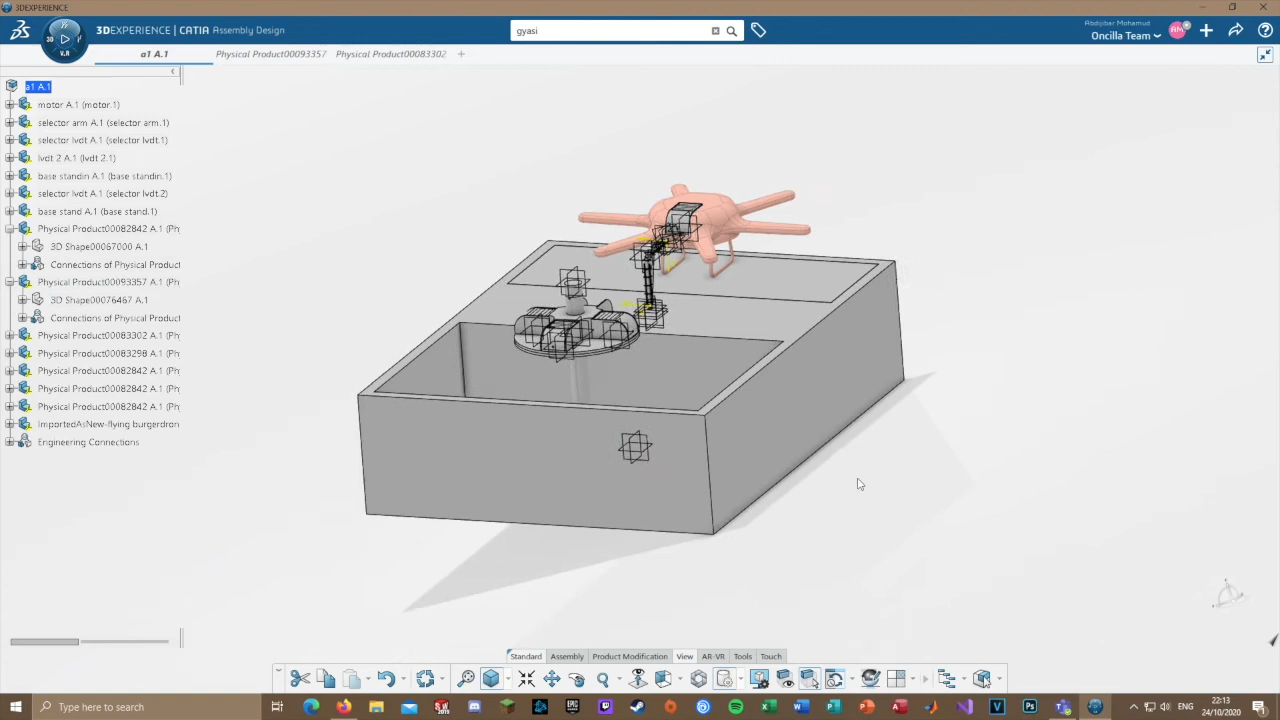 3DEXPERIENCE
3D
V.R
3DEXPERIENCE | CATIA Assembly Design
gyasi
Abdijibar Mohamud
Oncilla Team
AM
a1 A.1
Physical Product00093357
Physical Product00083302
a1 A.1
motor A.1 (motor.1)
selector arm A.1 (selector arm.1)
selector lvdt A.1 (selector lvdt.1)
lvdt 2 A.1 (lvdt 2.1)
base standin A.1 (base standin.1)
selector lvdt A.1 (selector lvdt.2)
base stand A.1 (base stand.1)
Physical Product00082842 A.1 (Ph
3D Shape00067000 A.1
Connections of Physical Product
Physical Product00093357 A.1 (Ph
3D Shape00076467 A.1
Connections of Physical Product
Physical Product00083302 A.1 (Ph
Physical Product00083298 A.1 (Ph
Physical Product00082842 A.1 (Ph
Physical Product00082842 A.1 (Ph
Physical Product00082842 A.1 (Ph
ImportedAsNew-flying burgerdron
Engineering Connections
Standard
Assembly
Product Modification
View
AR-VR
Tools
Touch
Type here to search
22:13
24/10/2020